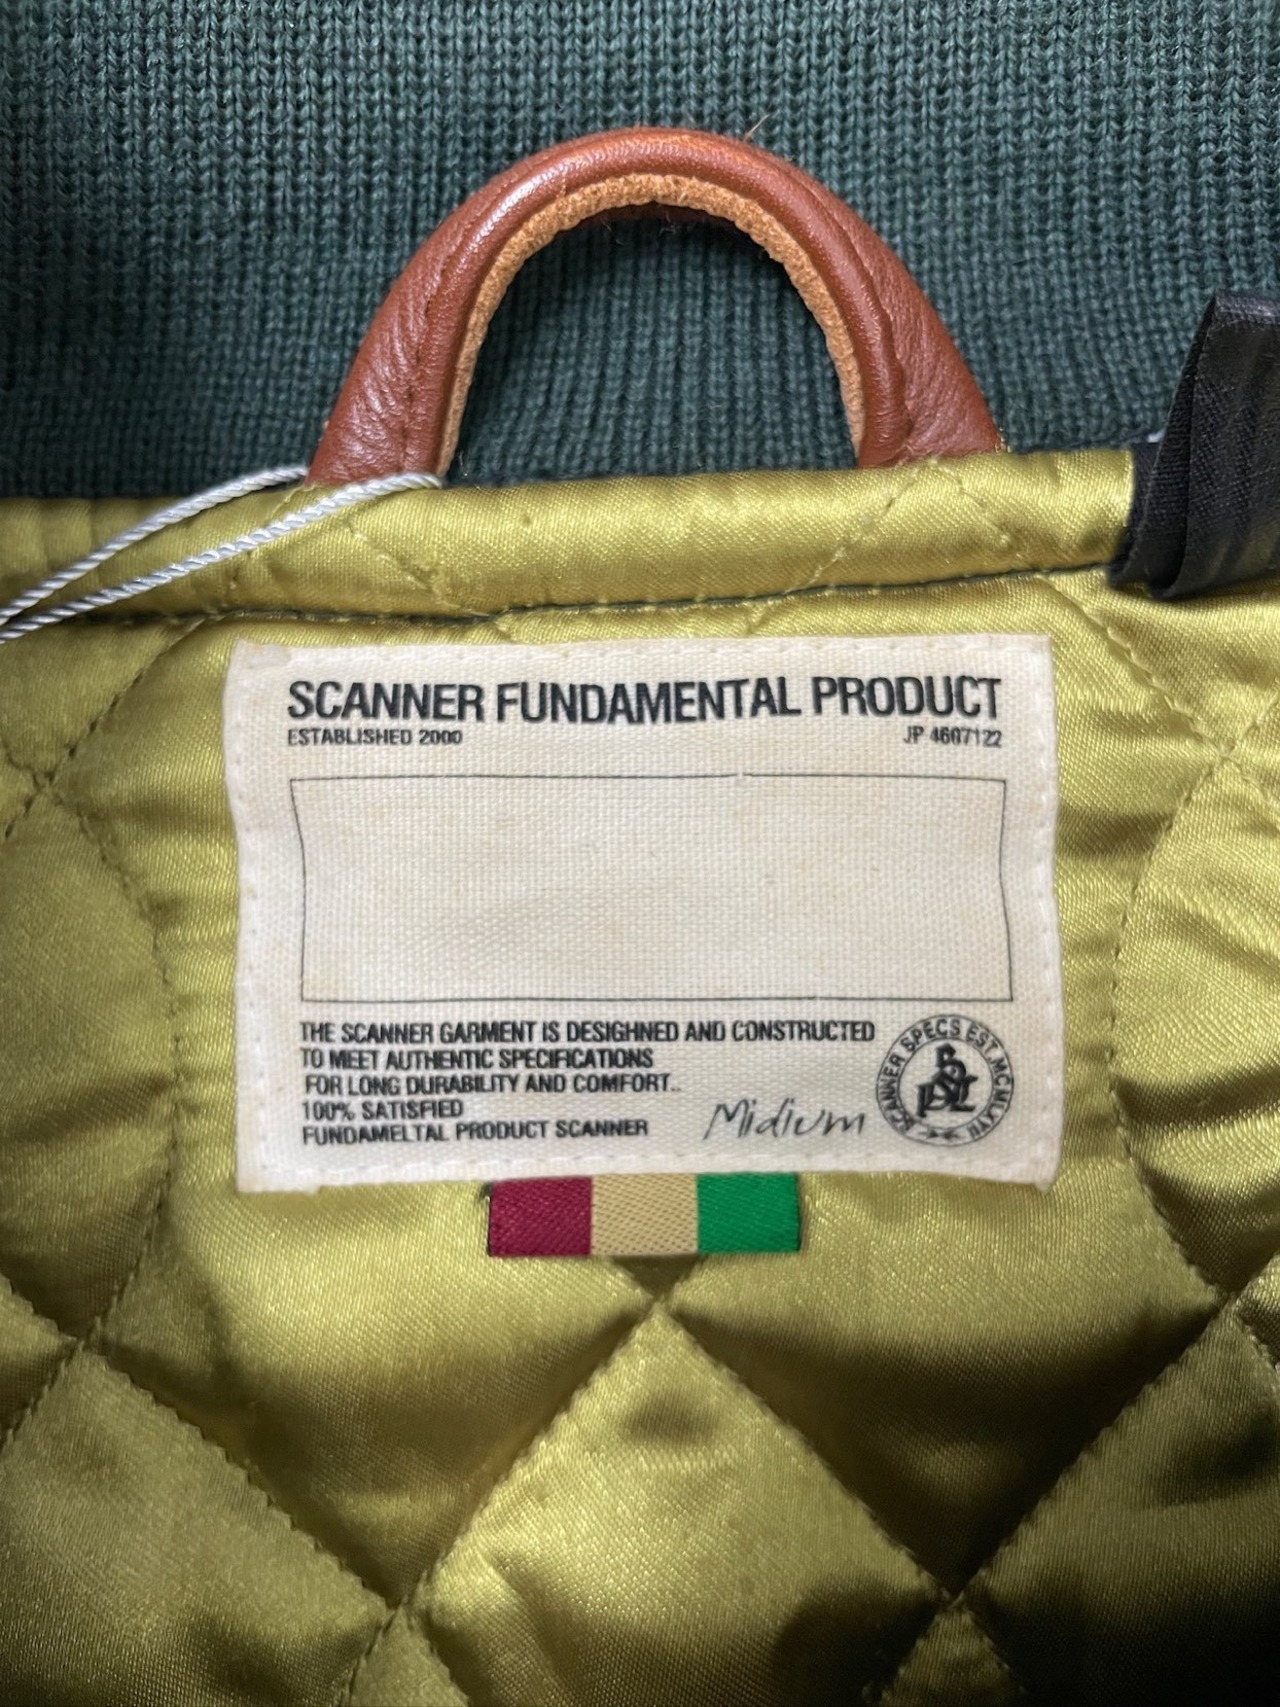 SCANNER FUNDAMENTAL PRODUCT
ESTABLISHED 2000
JP 4607122
THE SCANNER GARMENT IS DESIGHNED AND CONSTRUCTED
TO MEET AUTHENTIC SPECIFICATIONS
FOR LONG DURABILITY AND COMFORT..
100% SATISFIED
FUNDAMELTAL PRODUCT SCANNER
Midium
SCANNER SPECS EST.